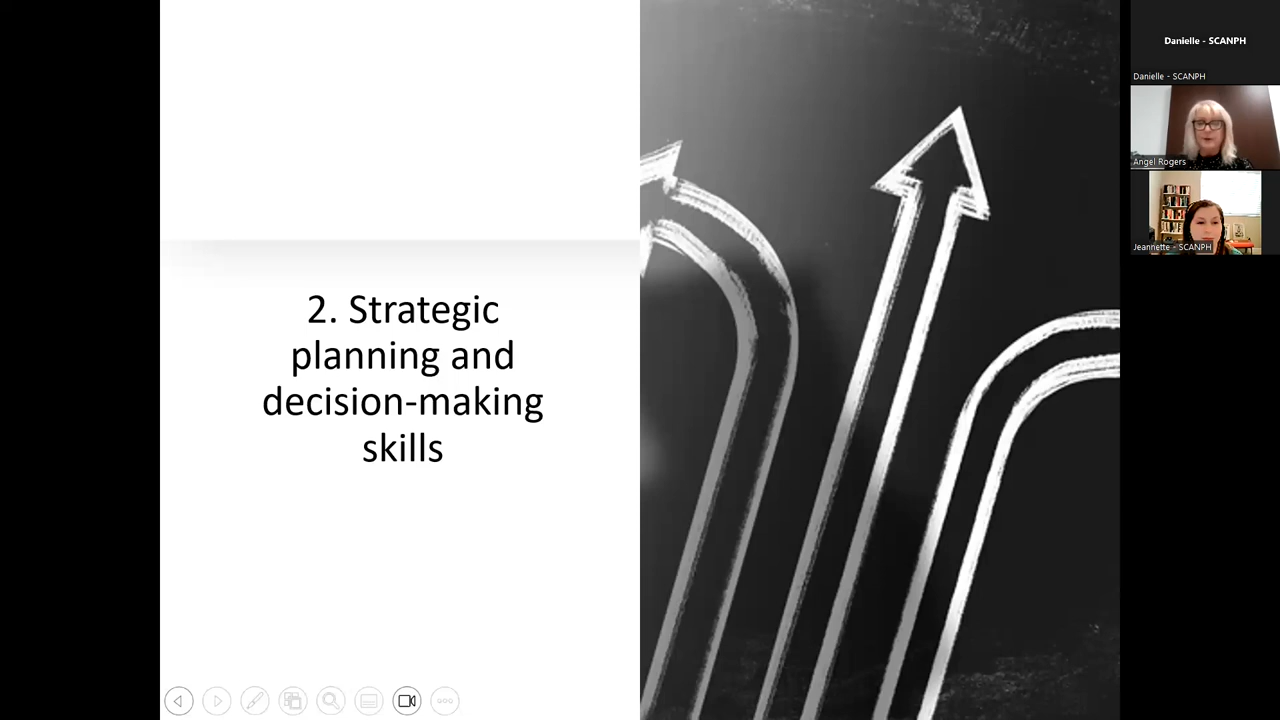 2. Strategic
planning and
decision-making
skills
Danielle - SCANPH
Danielle - SCANPH
Angel Rogers
Jeannette - SCANPH